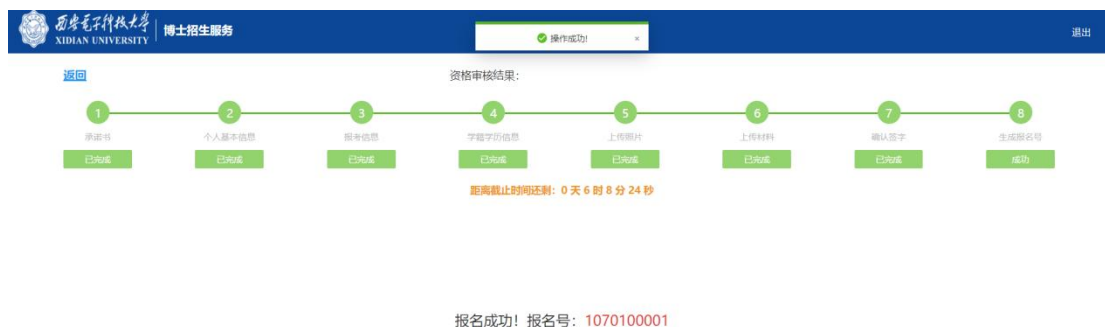 西安电子科技大学 博士招生服务
XIDIAN UNIVERSITY
操作成功! ×
退出
返回
资格审核结果:
1 2 3 4 5 6 7 8
承诺书 个人基本信息 报考信息 学籍学历信息 上传照片 上传材料 确认签字 生成报名号
已完成 已完成 已完成 已完成 已完成 已完成 已完成 成功
距离截止时间还剩：0 天 6 时 8 分 24 秒
报名成功！报名号：1070100001